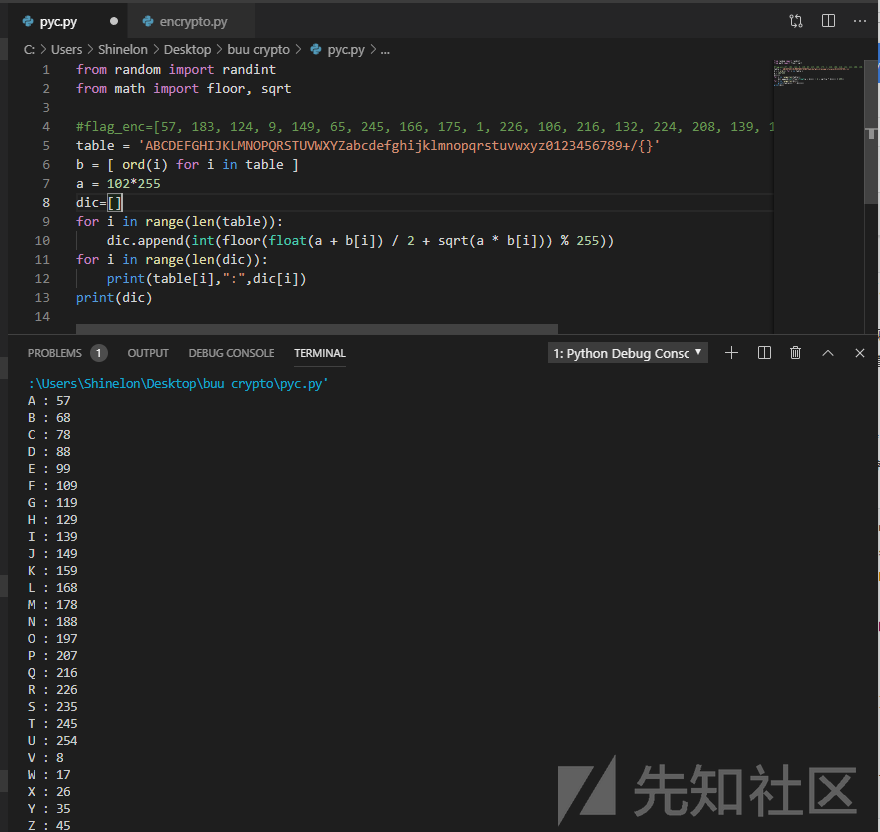 pyc.py
encrypto.py
C: > Users > Shinelon > Desktop > buu crypto > pyc.py > ...
1 from random import randint
2 from math import floor, sqrt
3
4 #flag_enc=[57, 183, 124, 9, 149, 65, 245, 166, 175, 1, 226, 106, 216, 132, 224, 208, 139, 1
5 table = 'ABCDEFGHIJKLMNOPQRSTUVWXYZabcdefghijklmnopqrstuvwxyz0123456789+/{}'
6 b = [ ord(i) for i in table ]
7 a = 102*255
8 dic=[]
9 for i in range(len(table)):
10 dic.append(int(floor(float(a + b[i]) / 2 + sqrt(a * b[i])) % 255))
11 for i in range(len(dic)):
12 print(table[i],":",dic[i])
13 print(dic)
14
PROBLEMS 1 OUTPUT DEBUG CONSOLE TERMINAL 1: Python Debug Consc
:\Users\Shinelon\Desktop\buu crypto\pyc.py'
A : 57
B : 68
C : 78
D : 88
E : 99
F : 109
G : 119
H : 129
I : 139
J : 149
K : 159
L : 168
M : 178
N : 188
O : 197
P : 207
Q : 216
R : 226
S : 235
T : 245
U : 254
V : 8
W : 17
X : 26
Y : 35
Z : 45
先知社区